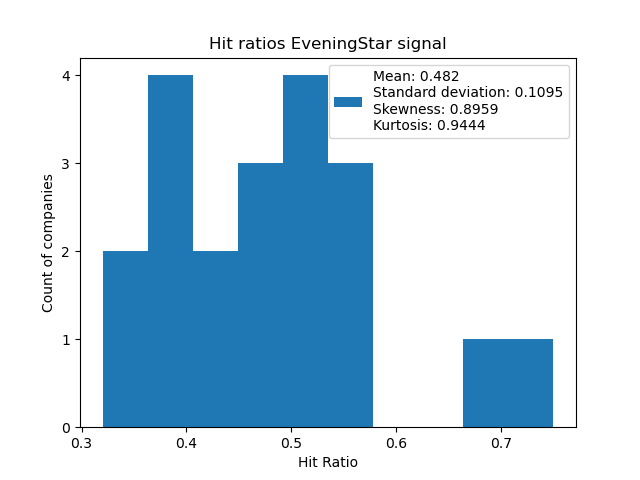 Hit ratios EveningStar signal
Mean: 0.482
Standard deviation: 0.1095
Skewness: 0.8959
Kurtosis: 0.9444
Count of companies
4
3
2
1
0
0.3 0.4 0.5 0.6 0.7
Hit Ratio